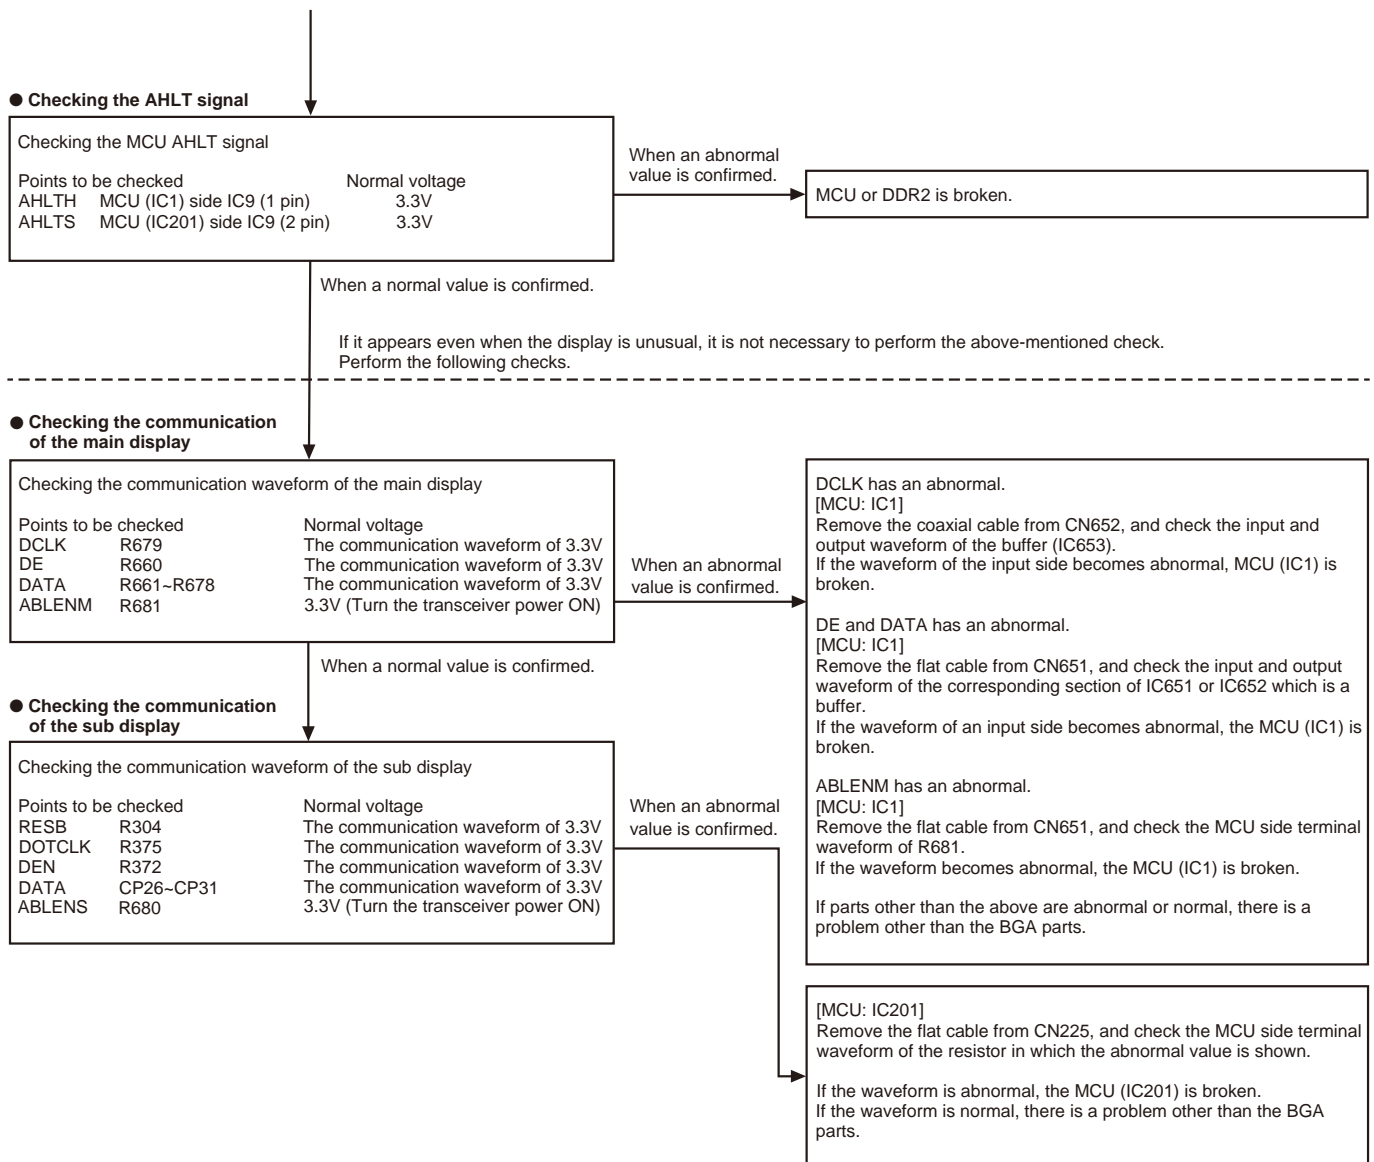 ● Checking the AHLT signal
Checking the MCU AHLT signal
Points to be checked Normal voltage
AHLTH MCU (IC1) side IC9 (1 pin) 3.3V
AHLTS MCU (IC201) side IC9 (2 pin) 3.3V
When an abnormal
value is confirmed.
MCU or DDR2 is broken.
When a normal value is confirmed.
If it appears even when the display is unusual, it is not necessary to perform the above-mentioned check.
Perform the following checks.
● Checking the communication
of the main display
Checking the communication waveform of the main display
Points to be checked Normal voltage
DCLK R679 The communication waveform of 3.3V
DE R660 The communication waveform of 3.3V
DATA R661~R678 The communication waveform of 3.3V
ABLENM R681 3.3V (Turn the transceiver power ON)
When an abnormal
value is confirmed.
DCLK has an abnormal.
[MCU: IC1]
Remove the coaxial cable from CN652, and check the input and
output waveform of the buffer (IC653).
If the waveform of the input side becomes abnormal, MCU (IC1) is
broken.
DE and DATA has an abnormal.
[MCU: IC1]
Remove the flat cable from CN651, and check the input and output
waveform of the corresponding section of IC651 or IC652 which is a
buffer.
If the waveform of an input side becomes abnormal, the MCU (IC1) is
broken.
ABLENM has an abnormal.
[MCU: IC1]
Remove the flat cable from CN651, and check the MCU side terminal
waveform of R681.
If the waveform becomes abnormal, the MCU (IC1) is broken.
If parts other than the above are abnormal or normal, there is a
problem other than the BGA parts.
When a normal value is confirmed.
● Checking the communication
of the sub display
Checking the communication waveform of the sub display
Points to be checked Normal voltage
RESB R304 The communication waveform of 3.3V
DOTCLK R375 The communication waveform of 3.3V
DEN R372 The communication waveform of 3.3V
DATA CP26~CP31 The communication waveform of 3.3V
ABLENS R680 3.3V (Turn the transceiver power ON)
When an abnormal
value is confirmed.
[MCU: IC201]
Remove the flat cable from CN225, and check the MCU side terminal
waveform of the resistor in which the abnormal value is shown.
If the waveform is abnormal, the MCU (IC201) is broken.
If the waveform is normal, there is a problem other than the BGA
parts.